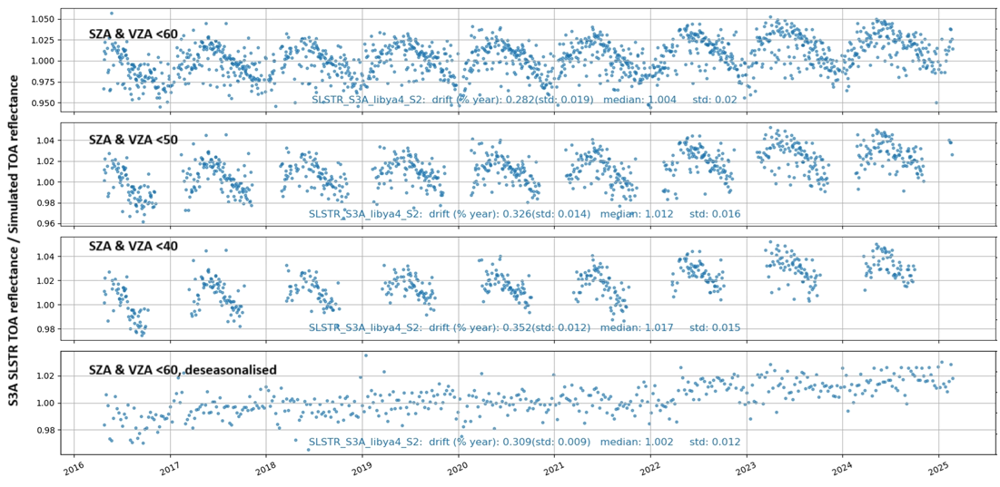 S3A SLSTR TOA reflectance / Simulated TOA reflectance
1.050
1.025
1.000
0.975
0.950
SZA & VZA <60
SLSTR_S3A_libya4_S2: drift (% year): 0.282(std: 0.019) median: 1.004 std: 0.02
1.04
1.02
1.00
0.98
0.96
SZA & VZA <50
SLSTR_S3A_libya4_S2: drift (% year): 0.326(std: 0.014) median: 1.012 std: 0.016
1.04
1.02
1.00
0.98
SZA & VZA <40
SLSTR_S3A_libya4_S2: drift (% year): 0.352(std: 0.012) median: 1.017 std: 0.015
1.02
1.00
0.98
SZA & VZA <60, deseasonalised
SLSTR_S3A_libya4_S2: drift (% year): 0.309(std: 0.009) median: 1.002 std: 0.012
2016 2017 2018 2019 2020 2021 2022 2023 2024 2025